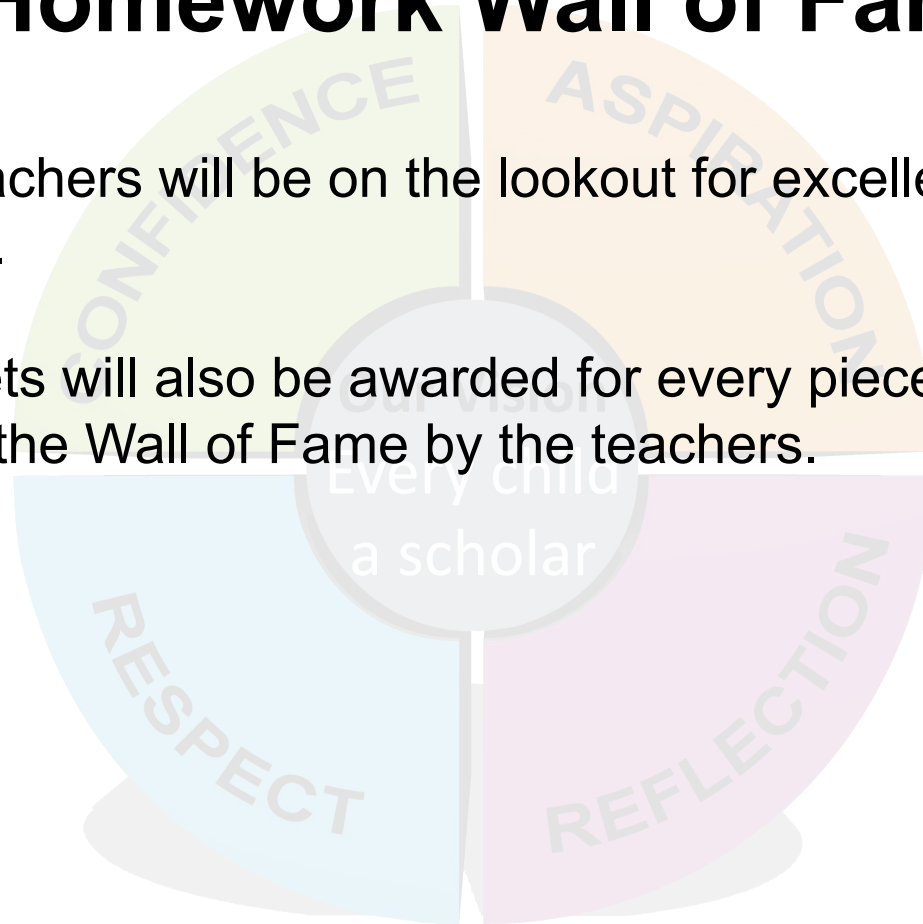 Homework Wall of Fa
achers will be on the lookout for excelle
.
ets will also be awarded for every piece
the Wall of Fame by the teachers.
CONFIDENCE
ASPIRATION
Our Vision
Every child
a scholar
RESPECT
REFLECTION